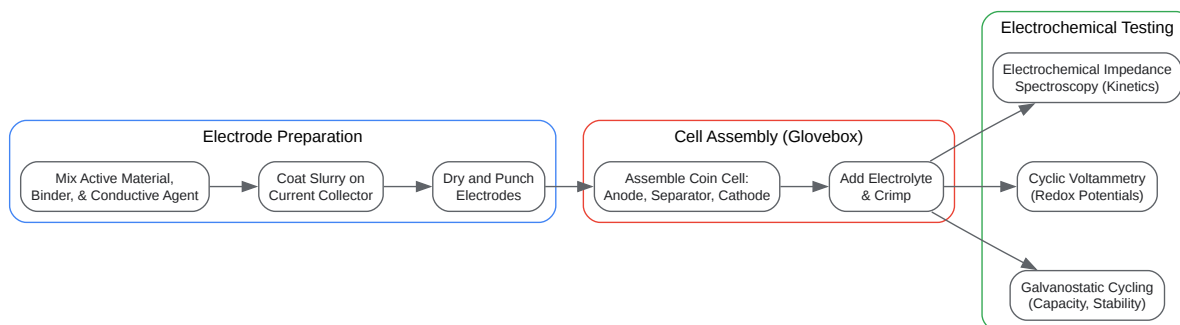 Electrode Preparation
Mix Active Material,
Binder, & Conductive Agent
Coat Slurry on
Current Collector
Dry and Punch
Electrodes
Cell Assembly (Glovebox)
Assemble Coin Cell:
Anode, Separator, Cathode
Add Electrolyte
& Crimp
Electrochemical Testing
Electrochemical Impedance
Spectroscopy (Kinetics)
Cyclic Voltammetry
(Redox Potentials)
Galvanostatic Cycling
(Capacity, Stability)